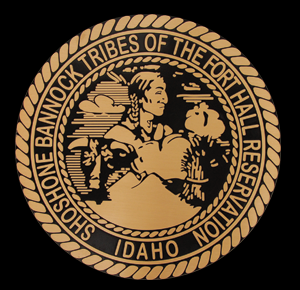 SHOSHONE BANNOCK TRIBES OF THE FORT HALL RESERVATION
IDAHO